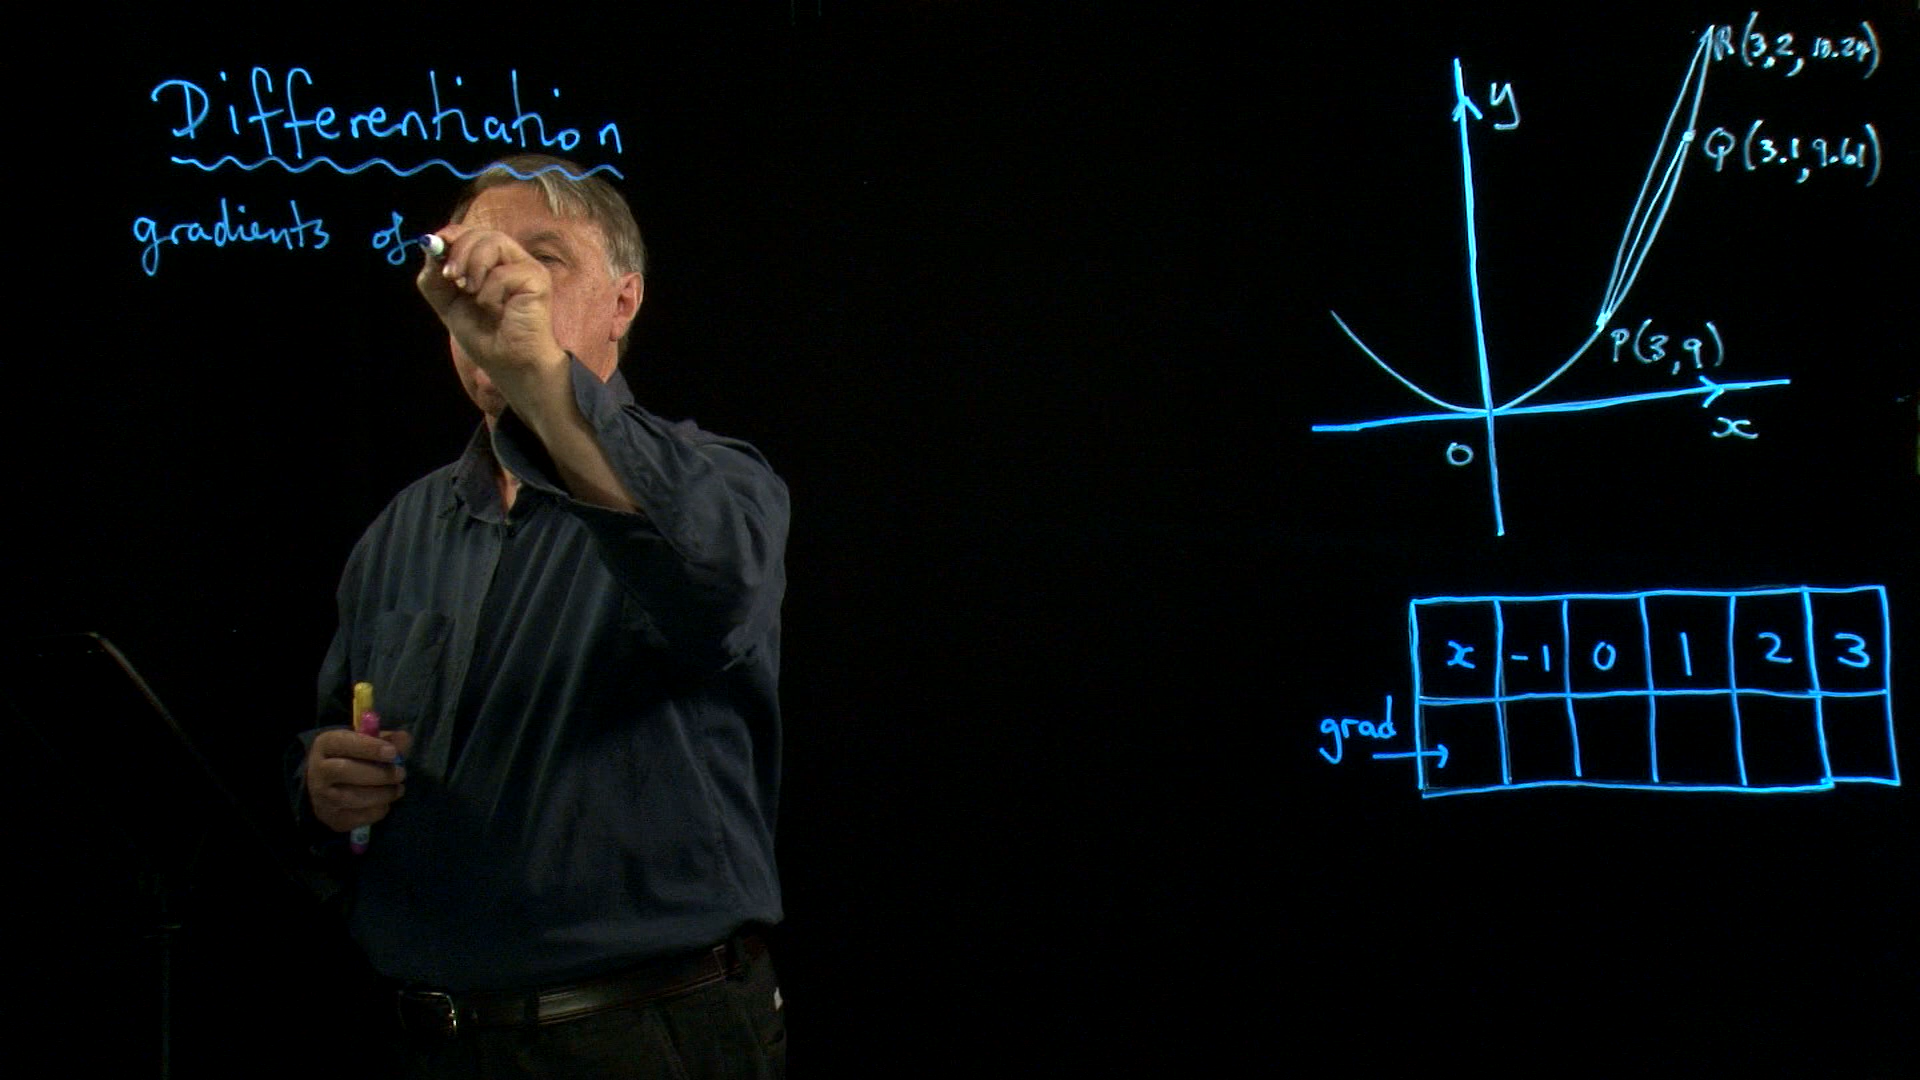 Differentiation
gradients of
y
R(3.2, 10.24)
Q(3.1, 9.61)
P(3, 9)
x
0
x -1 0 1 2 3
grad →